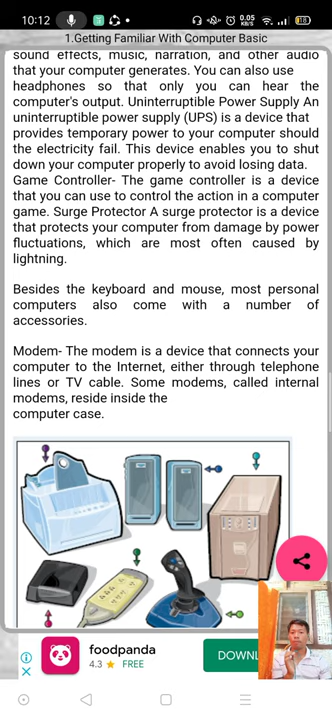 10:12
0.05
KB/S
18
1.Getting Familiar With Computer Basic
sound effects, music, narration, and other audio
that your computer generates. You can also use
headphones so that only you can hear the
computer's output. Uninterruptible Power Supply An
uninterruptible power supply (UPS) is a device that
provides temporary power to your computer should
the electricity fail. This device enables you to shut
down your computer properly to avoid losing data.
Game Controller- The game controller is a device
that you can use to control the action in a computer
game. Surge Protector A surge protector is a device
that protects your computer from damage by power
fluctuations, which are most often caused by
lightning.
Besides the keyboard and mouse, most personal
computers also come with a number of
accessories.
Modem- The modem is a device that connects your
computer to the Internet, either through telephone
lines or TV cable. Some modems, called internal
modems, reside inside the
computer case.
foodpanda
4.3 ★ FREE
DOWNL